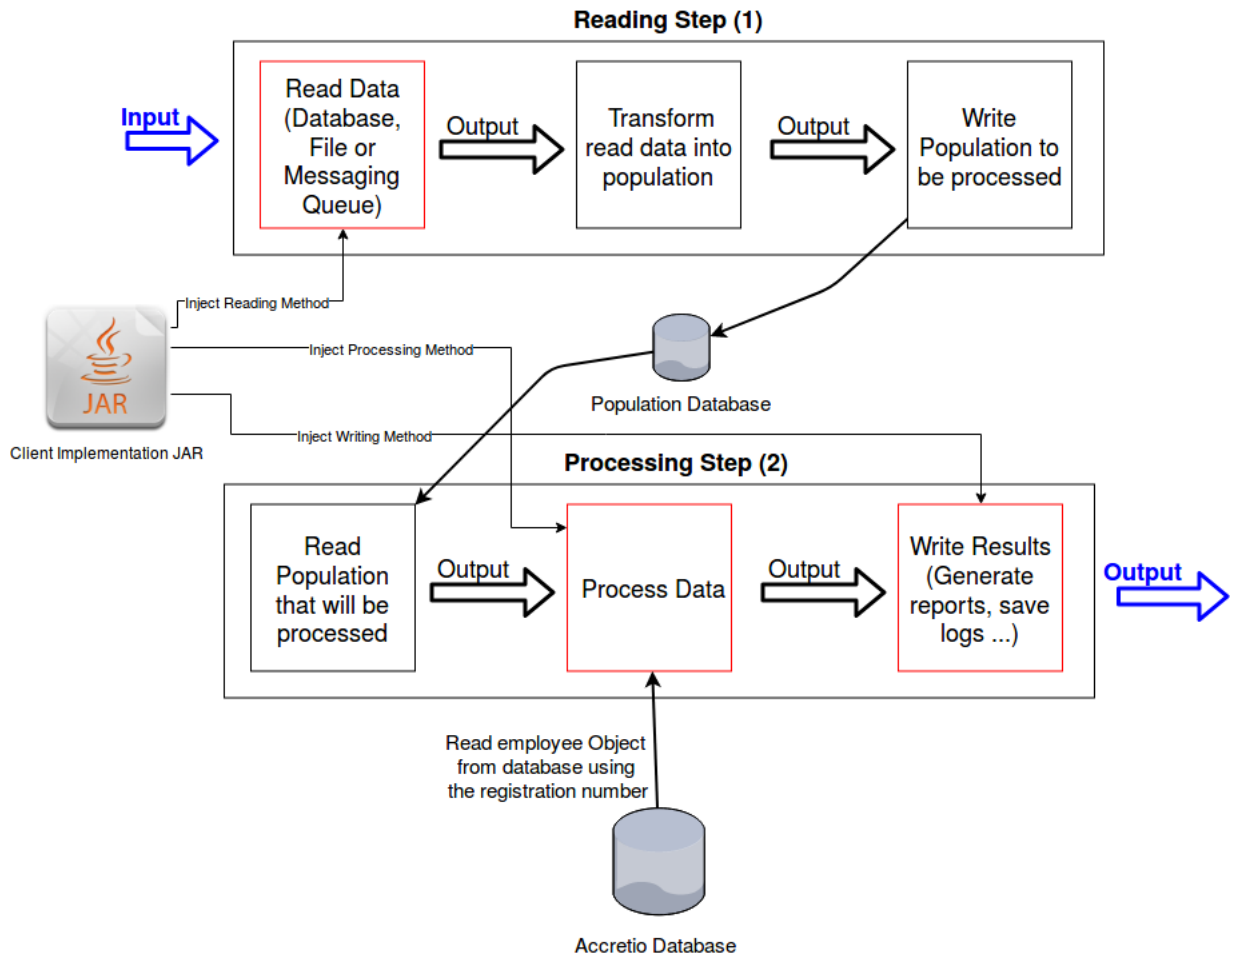 Reading Step (1)
Input
Read Data
(Database,
File or
Messaging
Queue)
Output
Transform
read data into
population
Output
Write
Population to
be processed
Inject Reading Method
Inject Processing Method
JAR
Client Implementation JAR
Inject Writing Method
Population Database
Processing Step (2)
Read
Population
that will be
processed
Output
Process Data
Output
Write Results
(Generate
reports, save
logs ...)
Output
Read employee Object
from database using
the registration number
Accretio Database